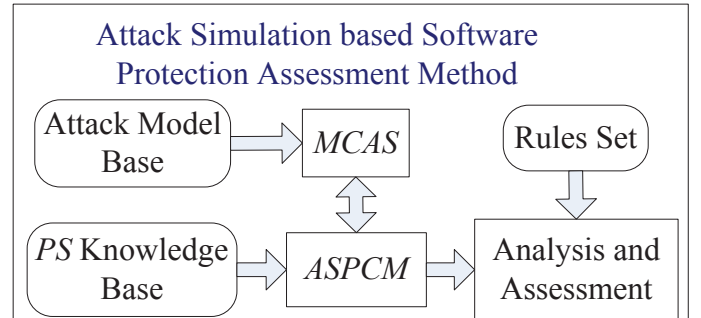 Attack Simulation based Software
Protection Assessment Method
Attack Model
Base
MCAS
Rules Set
PS Knowledge
Base
ASPCM
Analysis and
Assessment